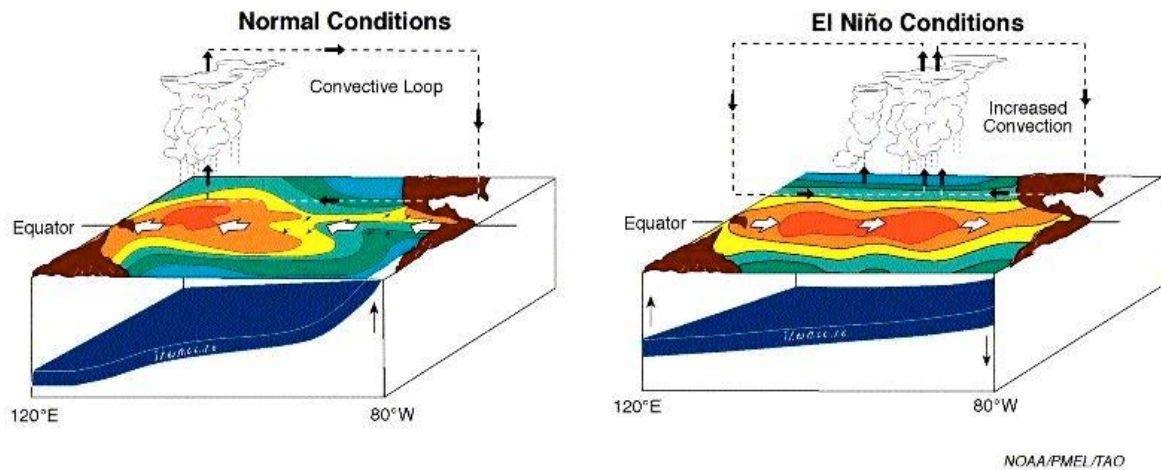 Normal Conditions
Convective Loop
Equator
120°E
80°W
El Niño Conditions
Increased
Convection
Equator
120°E
80°W
NOAA/PMEL/TAO